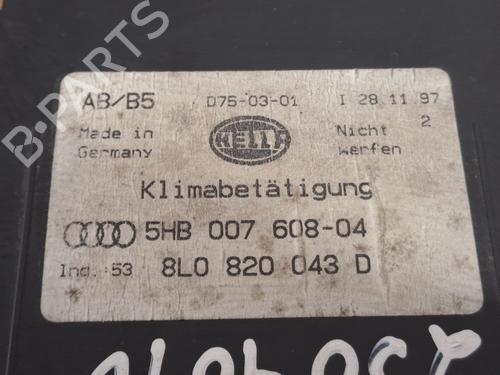 AB/B5 D75-03-01 I 28.11.97
Made in Germany HELLA Nicht 2 werfen
Klimabetätigung
5HB 007 608-04
Ind. 53 8L0 820 043 D
B-PARTS